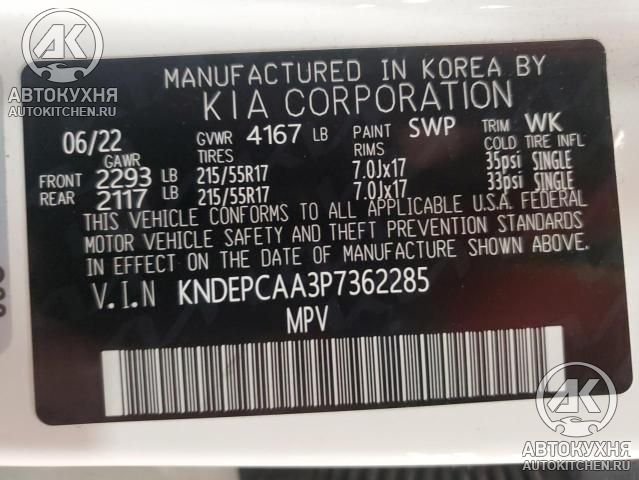 MANUFACTURED IN KOREA BY
KIA CORPORATION
06/22 GVWR 4167 LB PAINT SWP TRIM WK
GAWR TIRES RIMS COLD TIRE INFL
FRONT 2293 LB 215/55R17 7.0Jx17 35psi SINGLE
REAR 2117 LB 215/55R17 7.0Jx17 33psi SINGLE
THIS VEHICLE CONFORMS TO ALL APPLICABLE U.S.A. FEDERAL
MOTOR VEHICLE SAFETY AND THEFT PREVENTION STANDARDS
IN EFFECT ON THE DATE OF MANUFACTURE SHOWN ABOVE.
V.I.N KNDEPCAA3P7362285
MPV
АК
АВТОКУХНЯ
AUTOKITCHEN.RU
АК
АВТОКУХНЯ
AUTOKITCHEN.RU